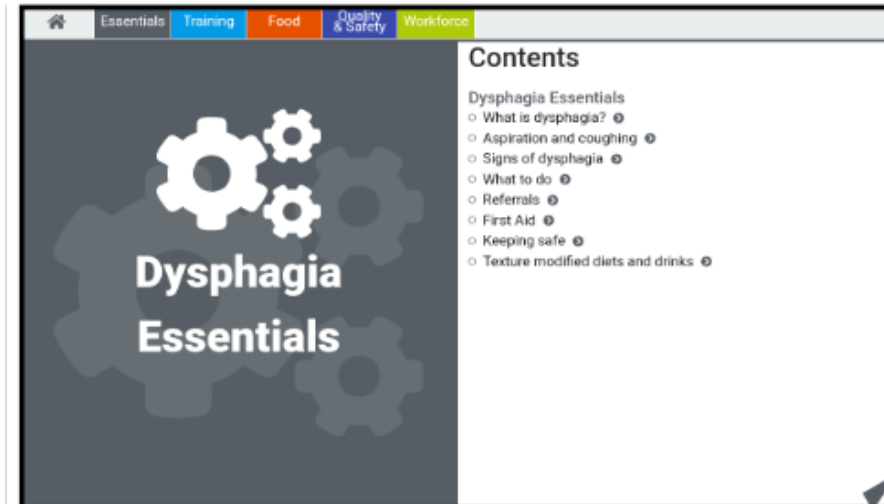 Essentials
Training
Food
Quality
& Safety
Workforce
Dysphagia
Essentials
Contents
Dysphagia Essentials
What is dysphagia?
Aspiration and coughing
Signs of dysphagia
What to do
Referrals
First Aid
Keeping safe
Texture modified diets and drinks